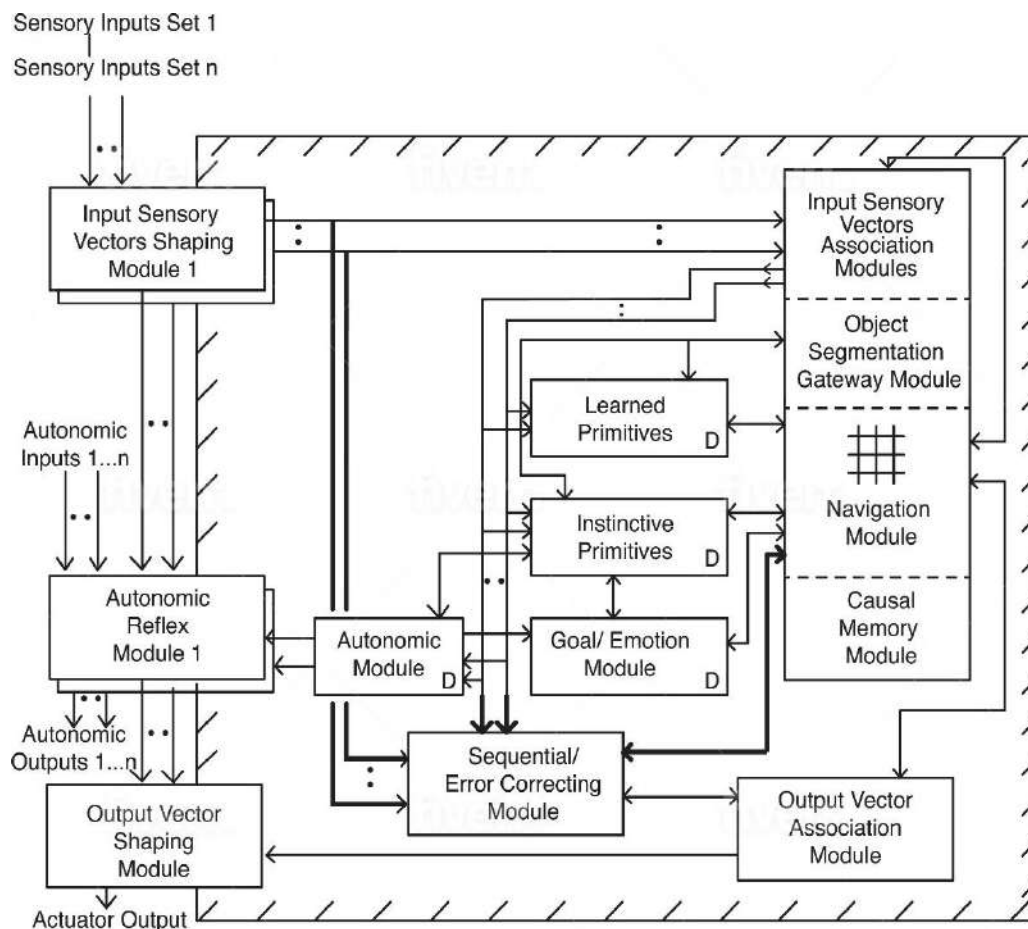 Sensory Inputs Set 1
Sensory Inputs Set n
Input Sensory
Vectors Shaping
Module 1
Input Sensory
Vectors
Association
Modules
Object
Segmentation
Gateway Module
Learned
Primitives
D
Autonomic
Inputs 1...n
Navigation
Module
Instinctive
Primitives
D
Autonomic
Reflex
Module 1
Autonomic
Module
D
Goal/ Emotion
Module
D
Causal
Memory
Module
Autonomic
Outputs 1...n
Sequential/
Error Correcting
Module
Output Vector
Shaping
Module
Output Vector
Association
Module
Actuator Output